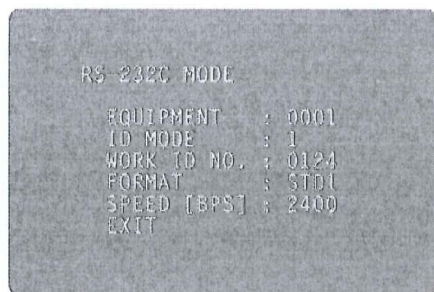 RS-232C MODE
EQUIPMENT : 0001
ID MODE : 1
WORK ID NO. : 0124
FORMAT : STD1
SPEED [BPS] : 2400
EXIT